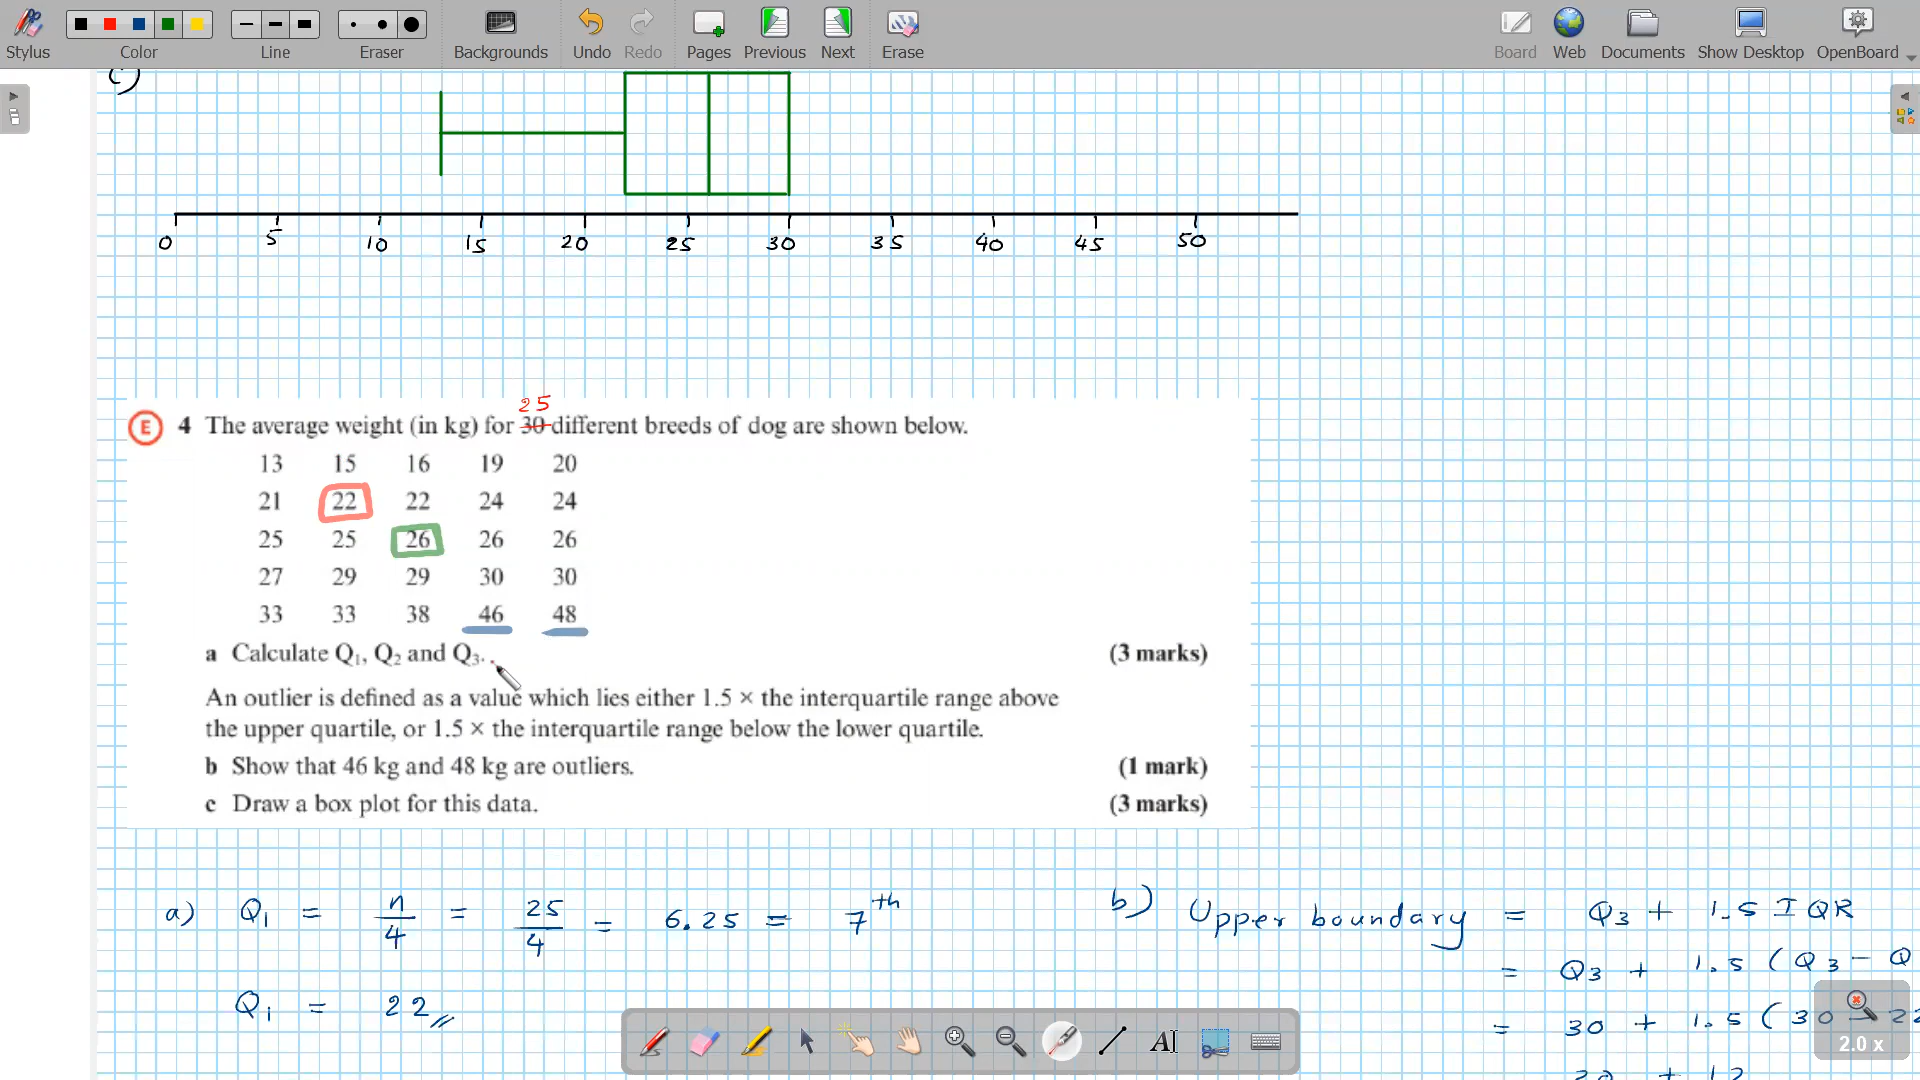 Stylus Color Line Eraser Backgrounds Undo Redo Pages Previous Next Erase Board Web Documents Show Desktop OpenBoard
0 5 10 15 20 25 30 35 40 45 50
25
E 4 The average weight (in kg) for 30 different breeds of dog are shown below.
13 15 16 19 20
21 22 22 24 24
25 25 26 26 26
27 29 29 30 30
33 33 38 46 48
a Calculate Q₁, Q₂ and Q₃. (3 marks)
An outlier is defined as a value which lies either 1.5 × the interquartile range above
the upper quartile, or 1.5 × the interquartile range below the lower quartile.
b Show that 46 kg and 48 kg are outliers. (1 mark)
c Draw a box plot for this data. (3 marks)
a) Q₁ = n/4 = 25/4 = 6.25 = 7th
Q₁ = 22
b) Upper boundary = Q₃ + 1.5 IQR
= Q₃ + 1.5 (Q₃ - Q
= 30 + 1.5 (30 - 22
AI
2.0 x